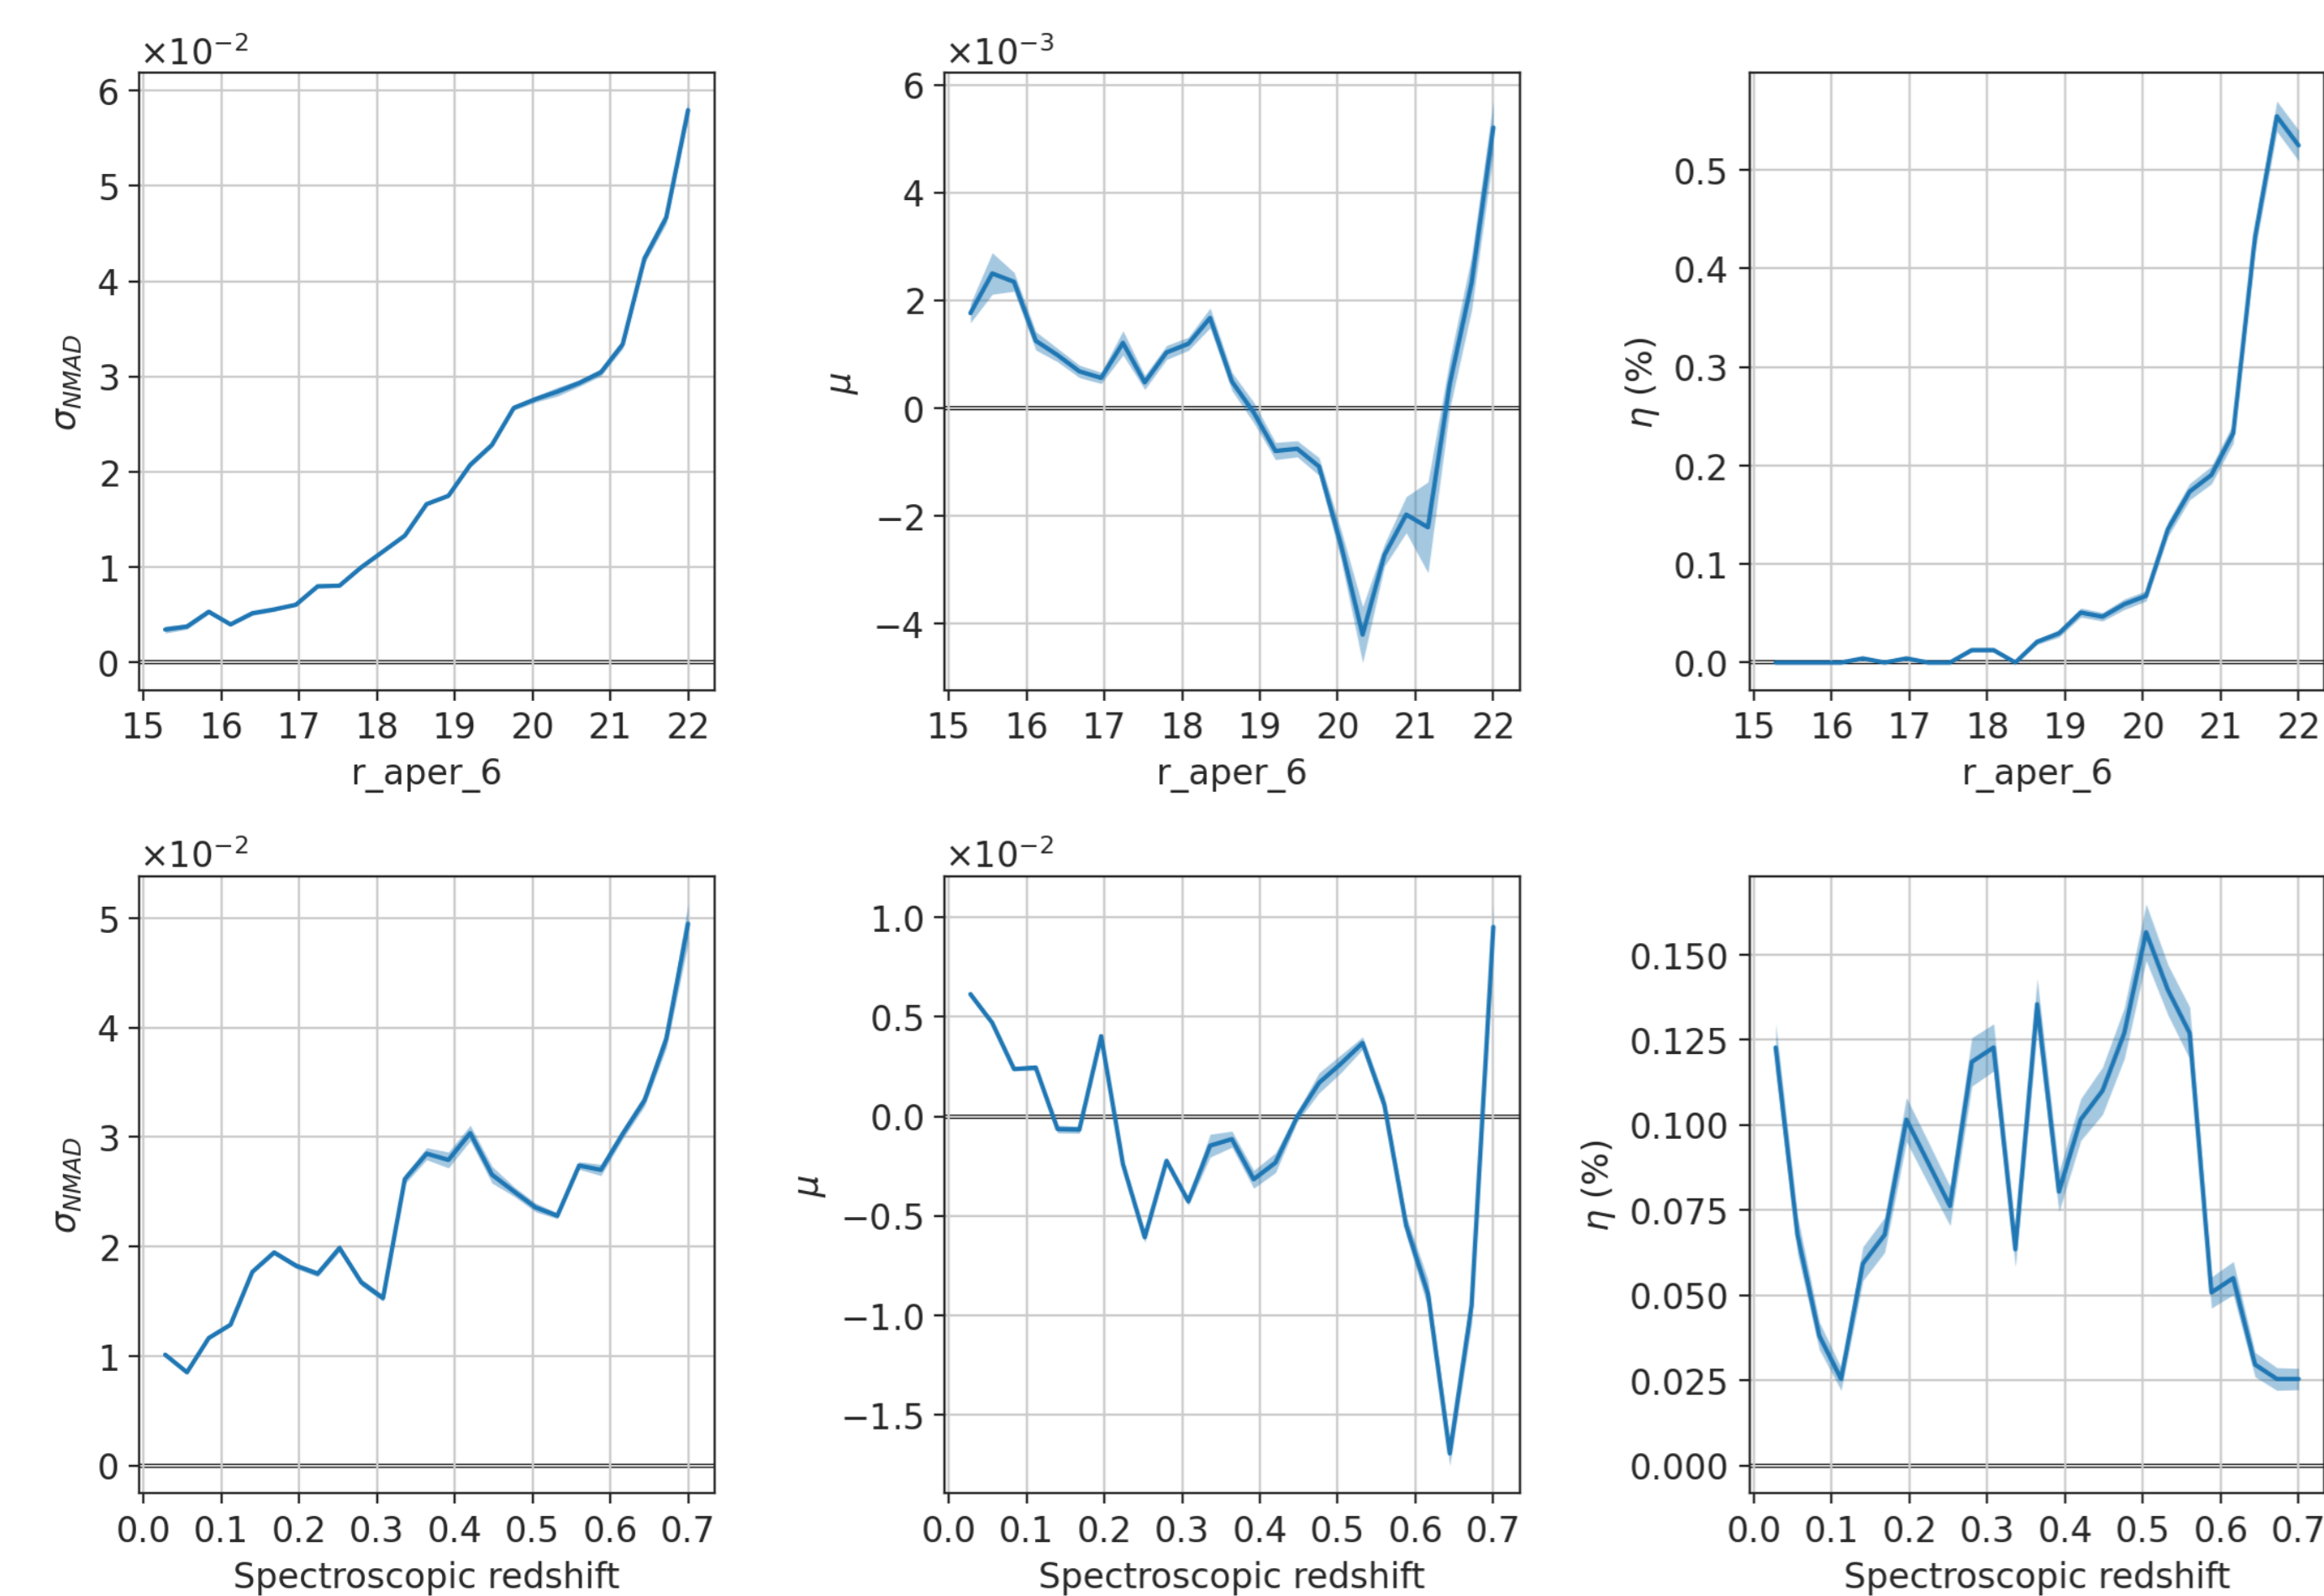 ×10⁻²
σ_NMAD
6
5
4
3
2
1
0
15 16 17 18 19 20 21 22
r_aper_6
×10⁻³
μ
6
4
2
0
−2
−4
15 16 17 18 19 20 21 22
r_aper_6
η (%)
0.5
0.4
0.3
0.2
0.1
0.0
15 16 17 18 19 20 21 22
r_aper_6
×10⁻²
σ_NMAD
5
4
3
2
1
0
0.0 0.1 0.2 0.3 0.4 0.5 0.6 0.7
Spectroscopic redshift
×10⁻²
μ
1.0
0.5
0.0
−0.5
−1.0
−1.5
0.0 0.1 0.2 0.3 0.4 0.5 0.6 0.7
Spectroscopic redshift
η (%)
0.150
0.125
0.100
0.075
0.050
0.025
0.000
0.0 0.1 0.2 0.3 0.4 0.5 0.6 0.7
Spectroscopic redshift